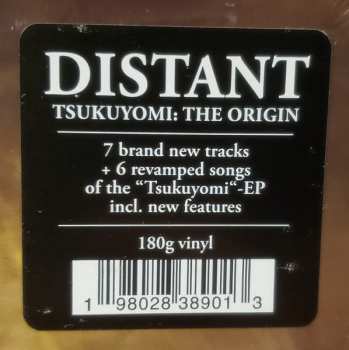 DISTANT
TSUKUYOMI: THE ORIGIN
7 brand new tracks
+ 6 revamped songs
of the “Tsukuyomi“-EP
incl. new features
180g vinyl
1 98028 38901 3